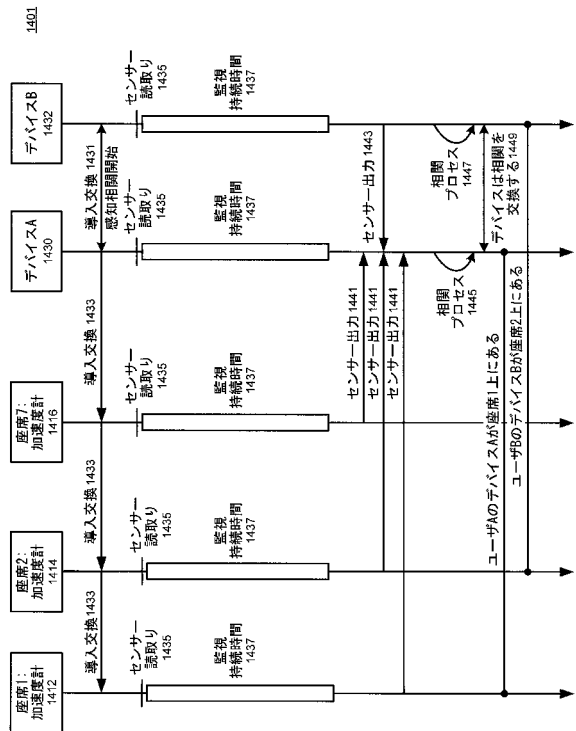 1401
座席1:
加速度計
1412
座席2:
加速度計
1414
座席7:
加速度計
1416
デバイスA
1430
デバイスB
1432
導入交換 1433
導入交換 1433
導入交換 1433
導入交換 1431
感知相関開始
センサー
読取り
1435
センサー
読取り
1435
センサー
読取り
1435
センサー
読取り
1435
センサー
読取り
1435
監視
持続時間
1437
監視
持続時間
1437
監視
持続時間
1437
監視
持続時間
1437
監視
持続時間
1437
センサー出力 1441
センサー出力 1441
センサー出力 1441
センサー出力 1443
相関
プロセス
1445
相関
プロセス
1447
デバイスは相関を
交換する 1449
ユーザAのデバイスAが座席1上にある
ユーザBのデバイスBが座席2上にある